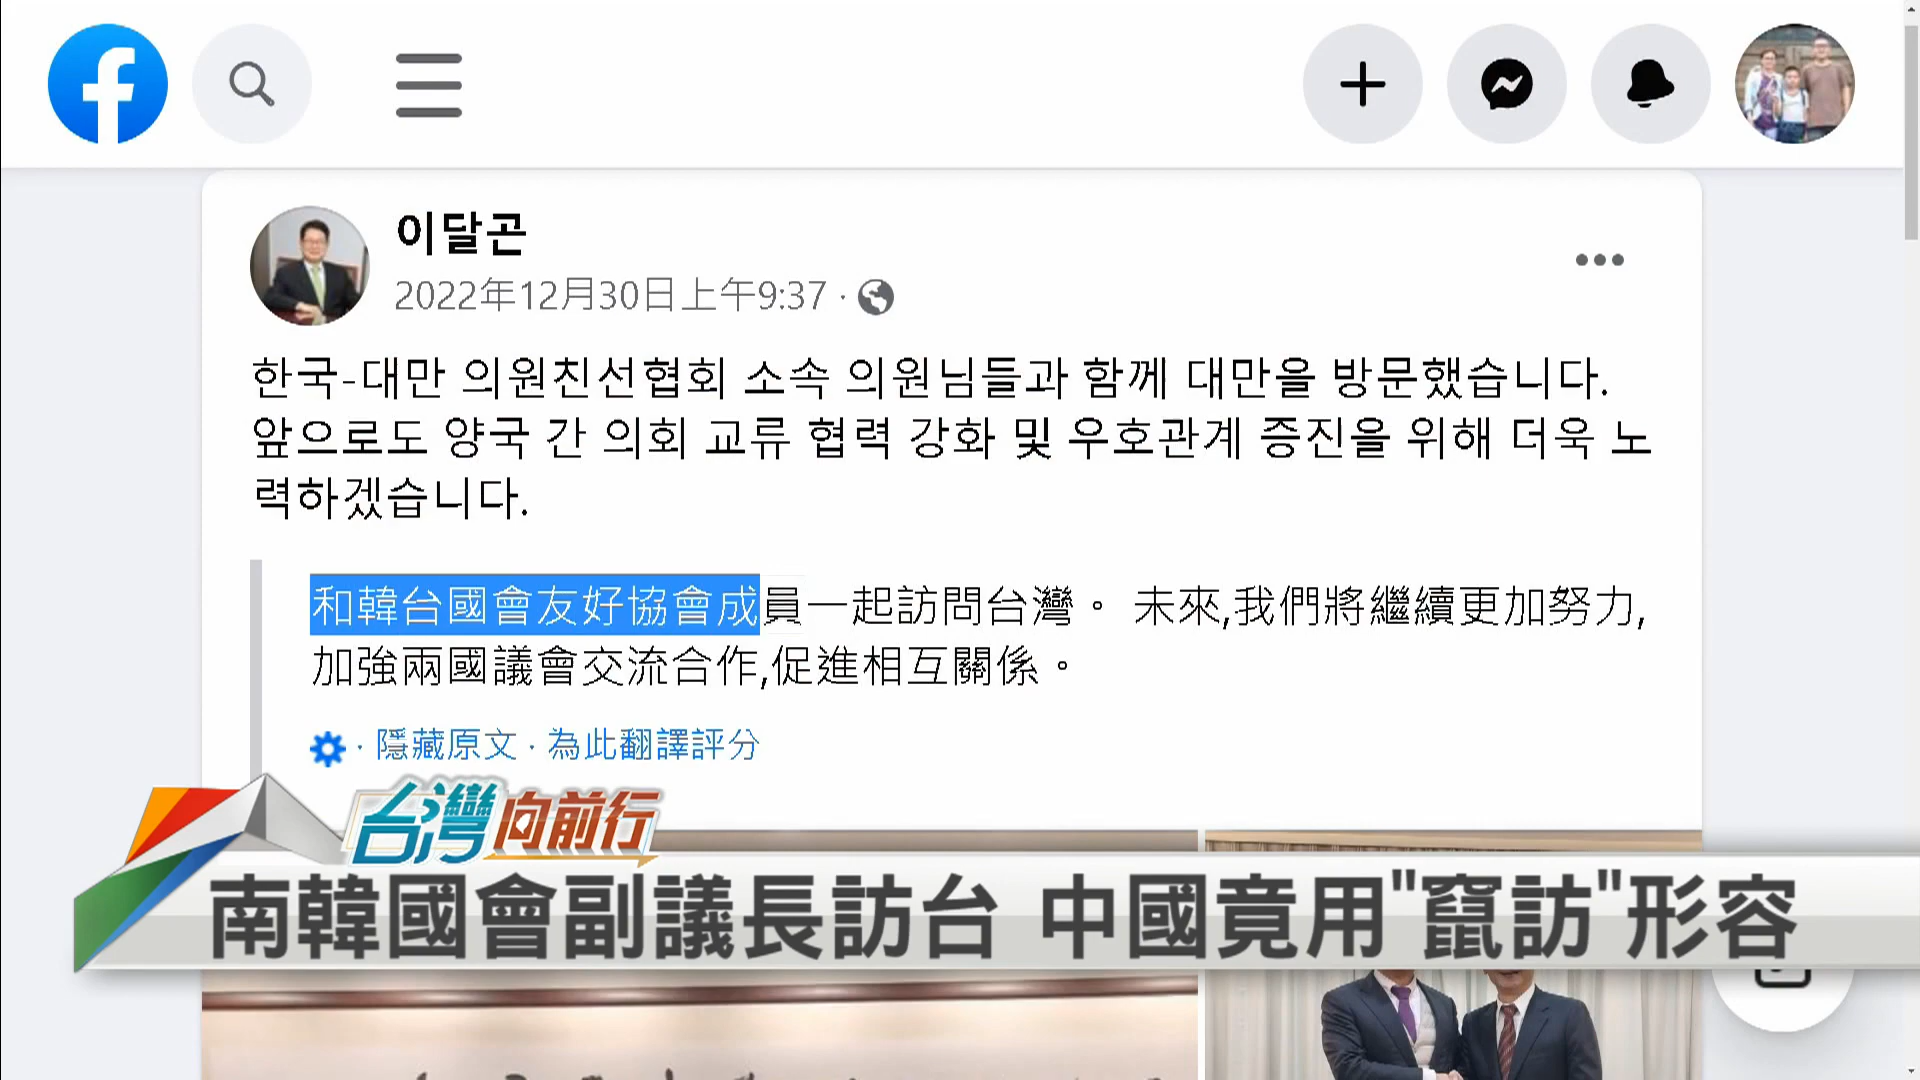 이달곤
2022年12月30日上午9:37 ·
한국-대만 의원친선협회 소속 의원님들과 함께 대만을 방문했습니다.
앞으로도 양국 간 의회 교류 협력 강화 및 우호관계 증진을 위해 더욱 노
력하겠습니다.
和韓台國會友好協會成員一起訪問台灣。 未來,我們將繼續更加努力,
加強兩國議會交流合作,促進相互關係。
· 隱藏原文 · 為此翻譯評分
台灣向前行
南韓國會副議長訪台 中國竟用"竄訪"形容